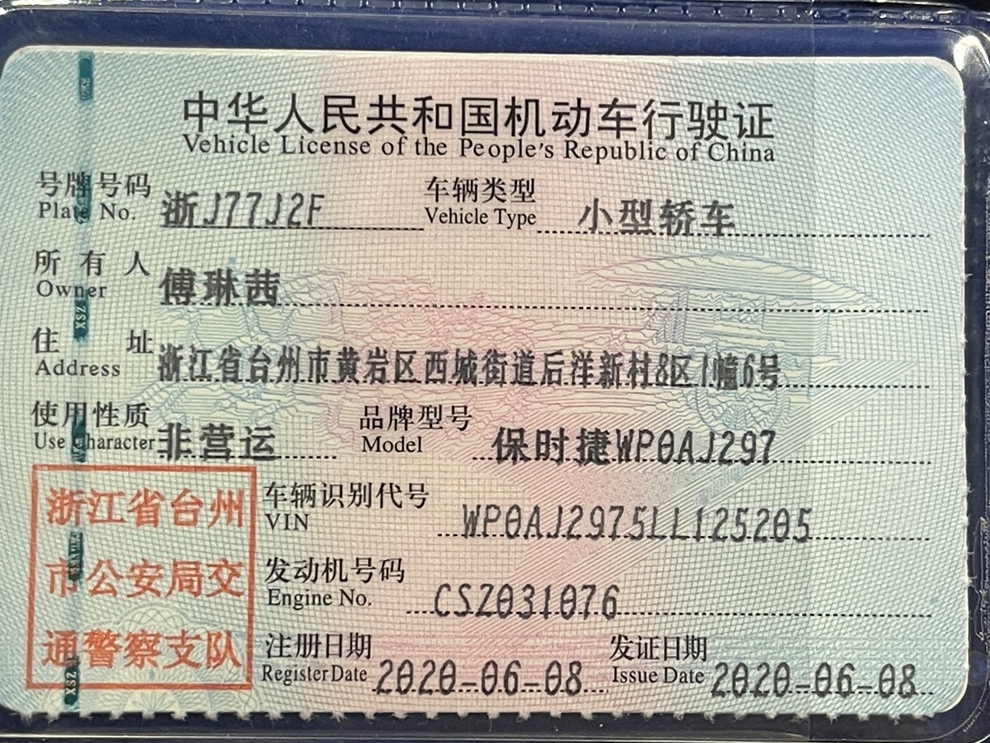 中华人民共和国机动车行驶证
Vehicle License of the People's Republic of China
号牌号码 浙J77J2F 车辆类型 小型轿车
Plate No. Vehicle Type
所有人 傅琳茜
Owner
住址 浙江省台州市黄岩区西城街道后洋新村8区1幢6号
Address
使用性质 非营运 品牌型号 保时捷WP0AJ297
Use Character Model
浙江省台州
市公安局交
通警察支队
车辆识别代号 WP0AJ2975LL125205
VIN
发动机号码 CSZ031076
Engine No.
注册日期 2020-06-08 发证日期 2020-06-08
Register Date Issue Date
XSZ
XSZ